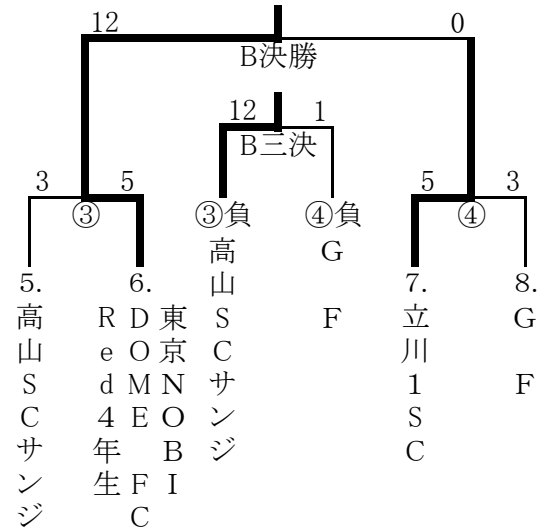 12
0
B決勝
12
1
B三決
3
5
5
3
③
③負
④負
④
高山SCサンジ
G F
5.
6.
7.
8.
高山SCサンジ
東京NOBI
DOME FC
Red4年生
立川1SC
G F